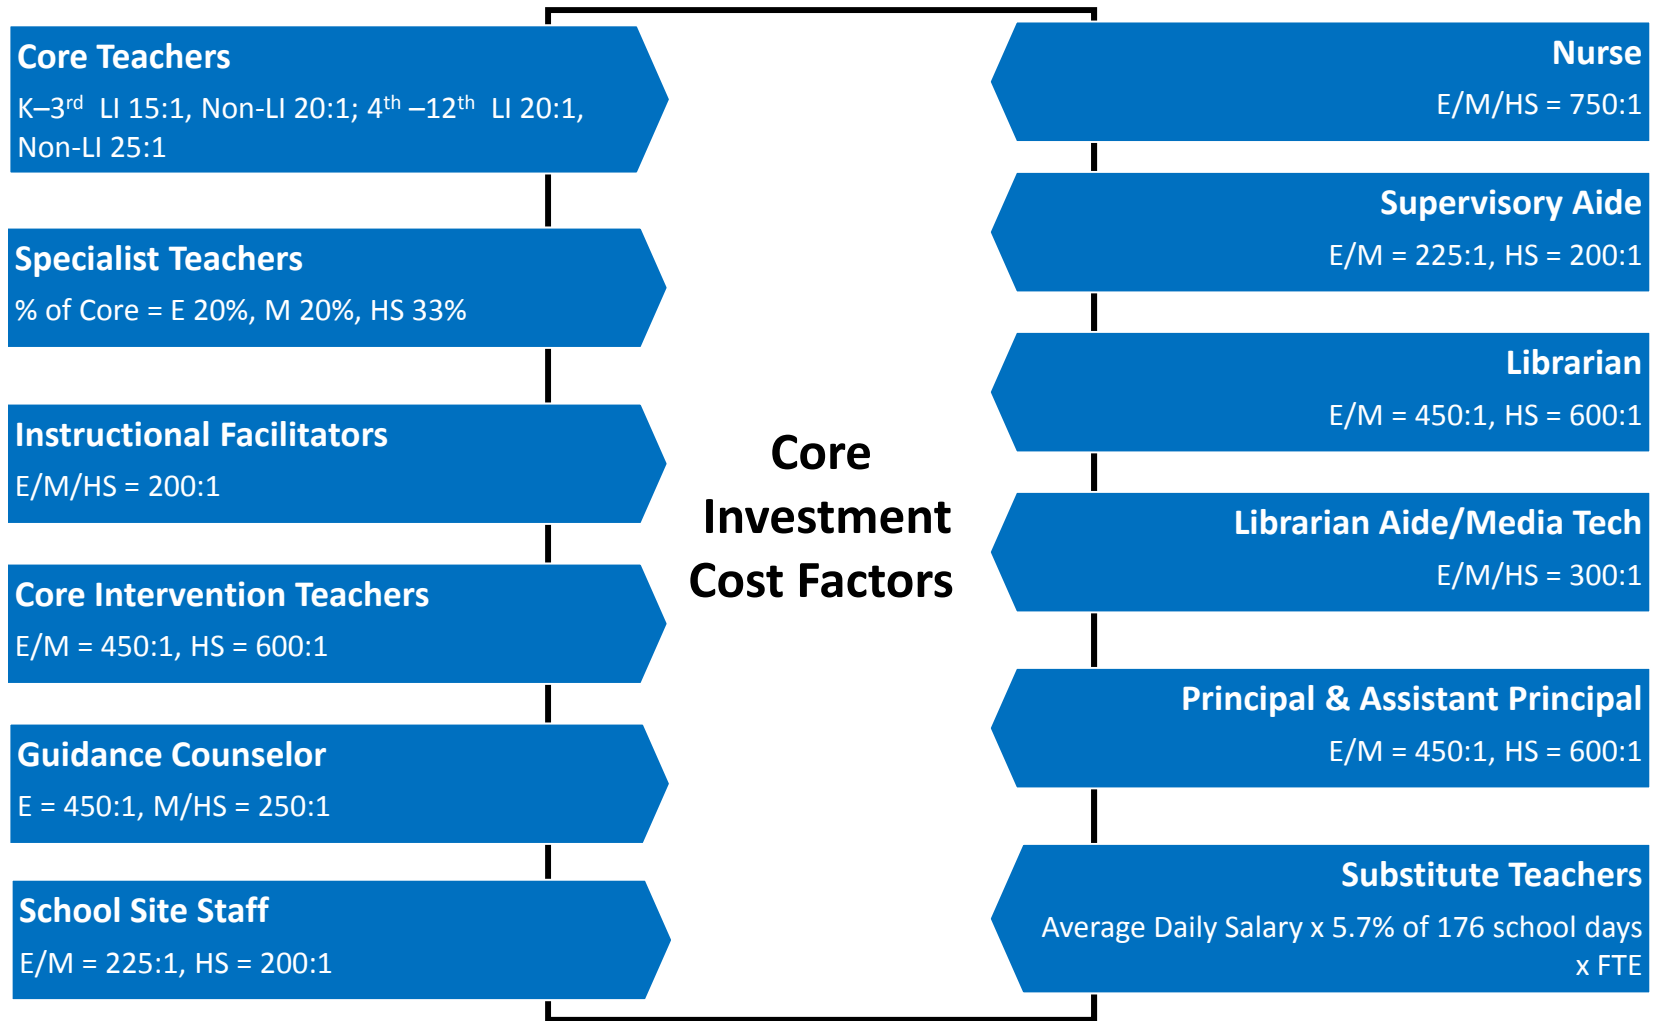 Core Teachers
K–3rd LI 15:1, Non-LI 20:1; 4th –12th LI 20:1,
Non-LI 25:1
Specialist Teachers
% of Core = E 20%, M 20%, HS 33%
Instructional Facilitators
E/M/HS = 200:1
Core Intervention Teachers
E/M = 450:1, HS = 600:1
Guidance Counselor
E = 450:1, M/HS = 250:1
School Site Staff
E/M = 225:1, HS = 200:1
Core
Investment
Cost Factors
Nurse
E/M/HS = 750:1
Supervisory Aide
E/M = 225:1, HS = 200:1
Librarian
E/M = 450:1, HS = 600:1
Librarian Aide/Media Tech
E/M/HS = 300:1
Principal & Assistant Principal
E/M = 450:1, HS = 600:1
Substitute Teachers
Average Daily Salary x 5.7% of 176 school days
x FTE